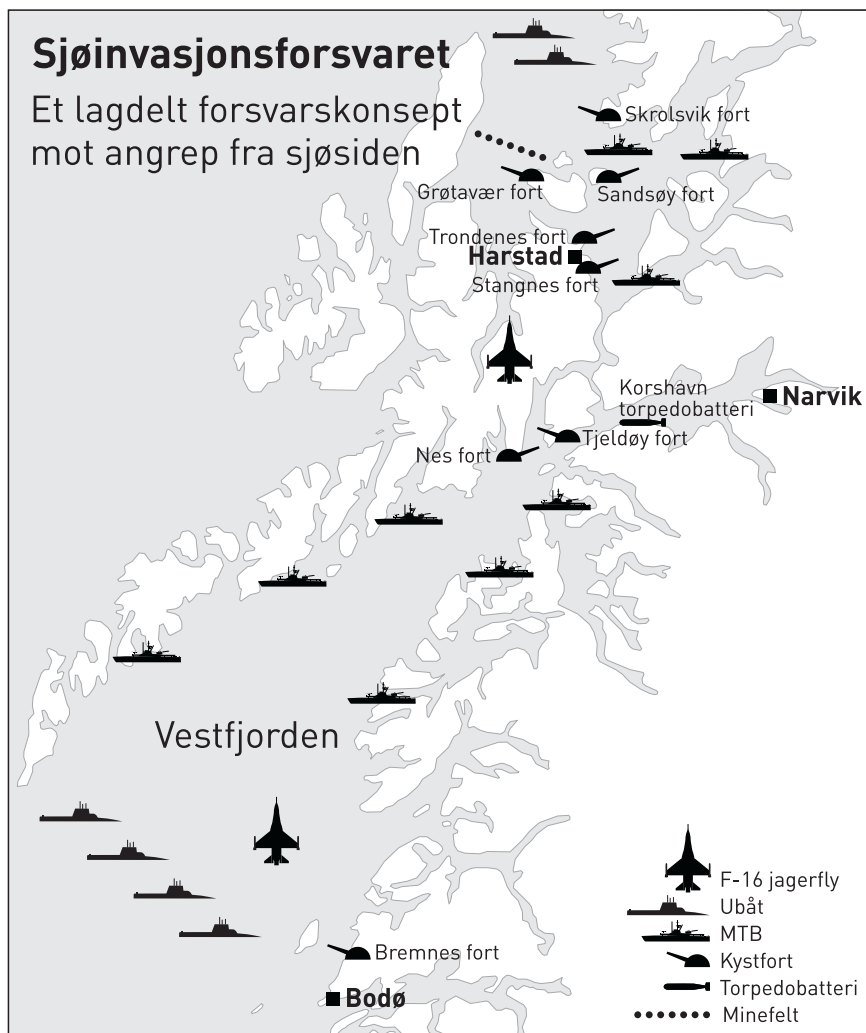 Sjøinvasjonsforsvaret
Et lagdelt forsvarskonsept
mot angrep fra sjøsiden
Skrolsvik fort
Grøtavær fort
Sandsøy fort
Trondenes fort
Harstad
Stangnes fort
Korshavn
torpedobatteri
Narvik
Tjeldøy fort
Nes fort
Vestfjorden
Bremnes fort
Bodø
F-16 jagerfly
Ubåt
MTB
Kystfort
Torpedobatteri
Minefelt